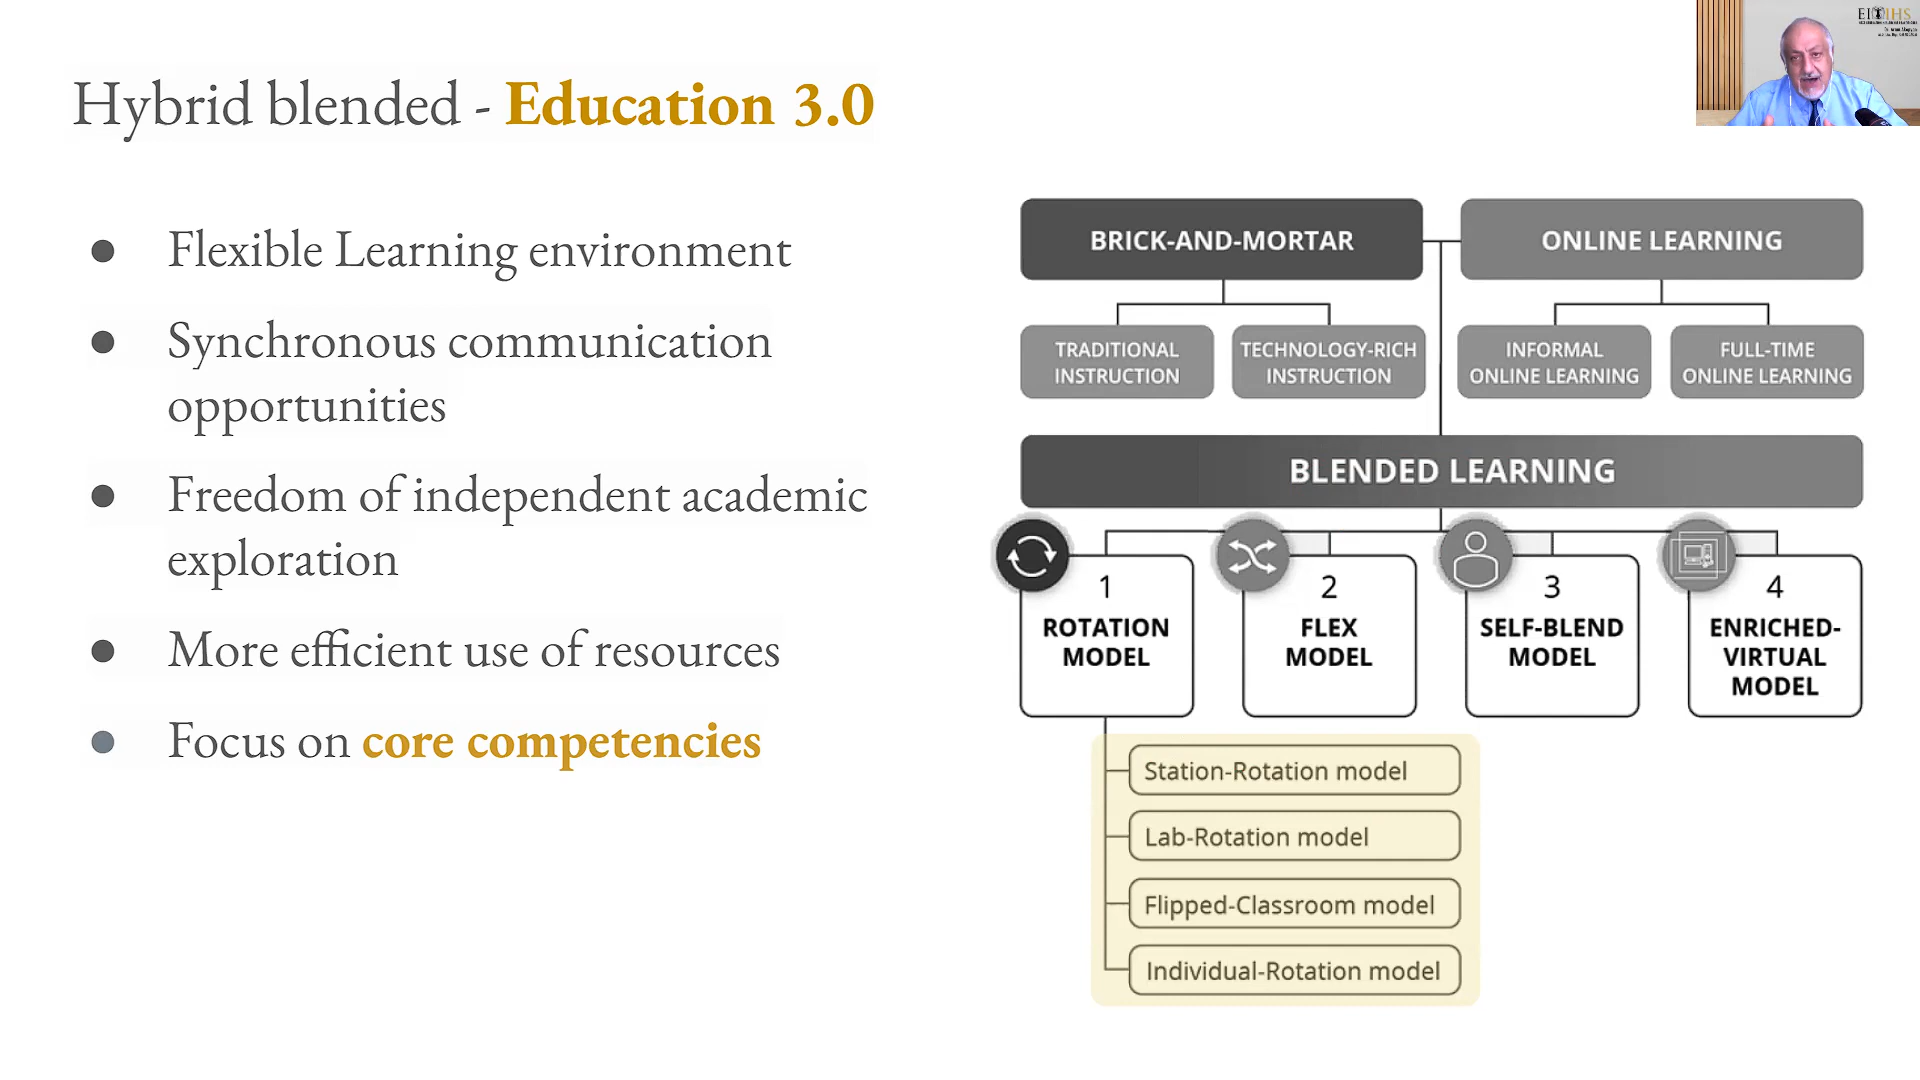 Hybrid blended - Education 3.0
● Flexible Learning environment
● Synchronous communication
opportunities
● Freedom of independent academic
exploration
● More efficient use of resources
● Focus on core competencies
BRICK-AND-MORTAR
ONLINE LEARNING
TRADITIONAL
INSTRUCTION
TECHNOLOGY-RICH
INSTRUCTION
INFORMAL
ONLINE LEARNING
FULL-TIME
ONLINE LEARNING
BLENDED LEARNING
1
ROTATION
MODEL
2
FLEX
MODEL
3
SELF-BLEND
MODEL
4
ENRICHED-
VIRTUAL
MODEL
Station-Rotation model
Lab-Rotation model
Flipped-Classroom model
Individual-Rotation model